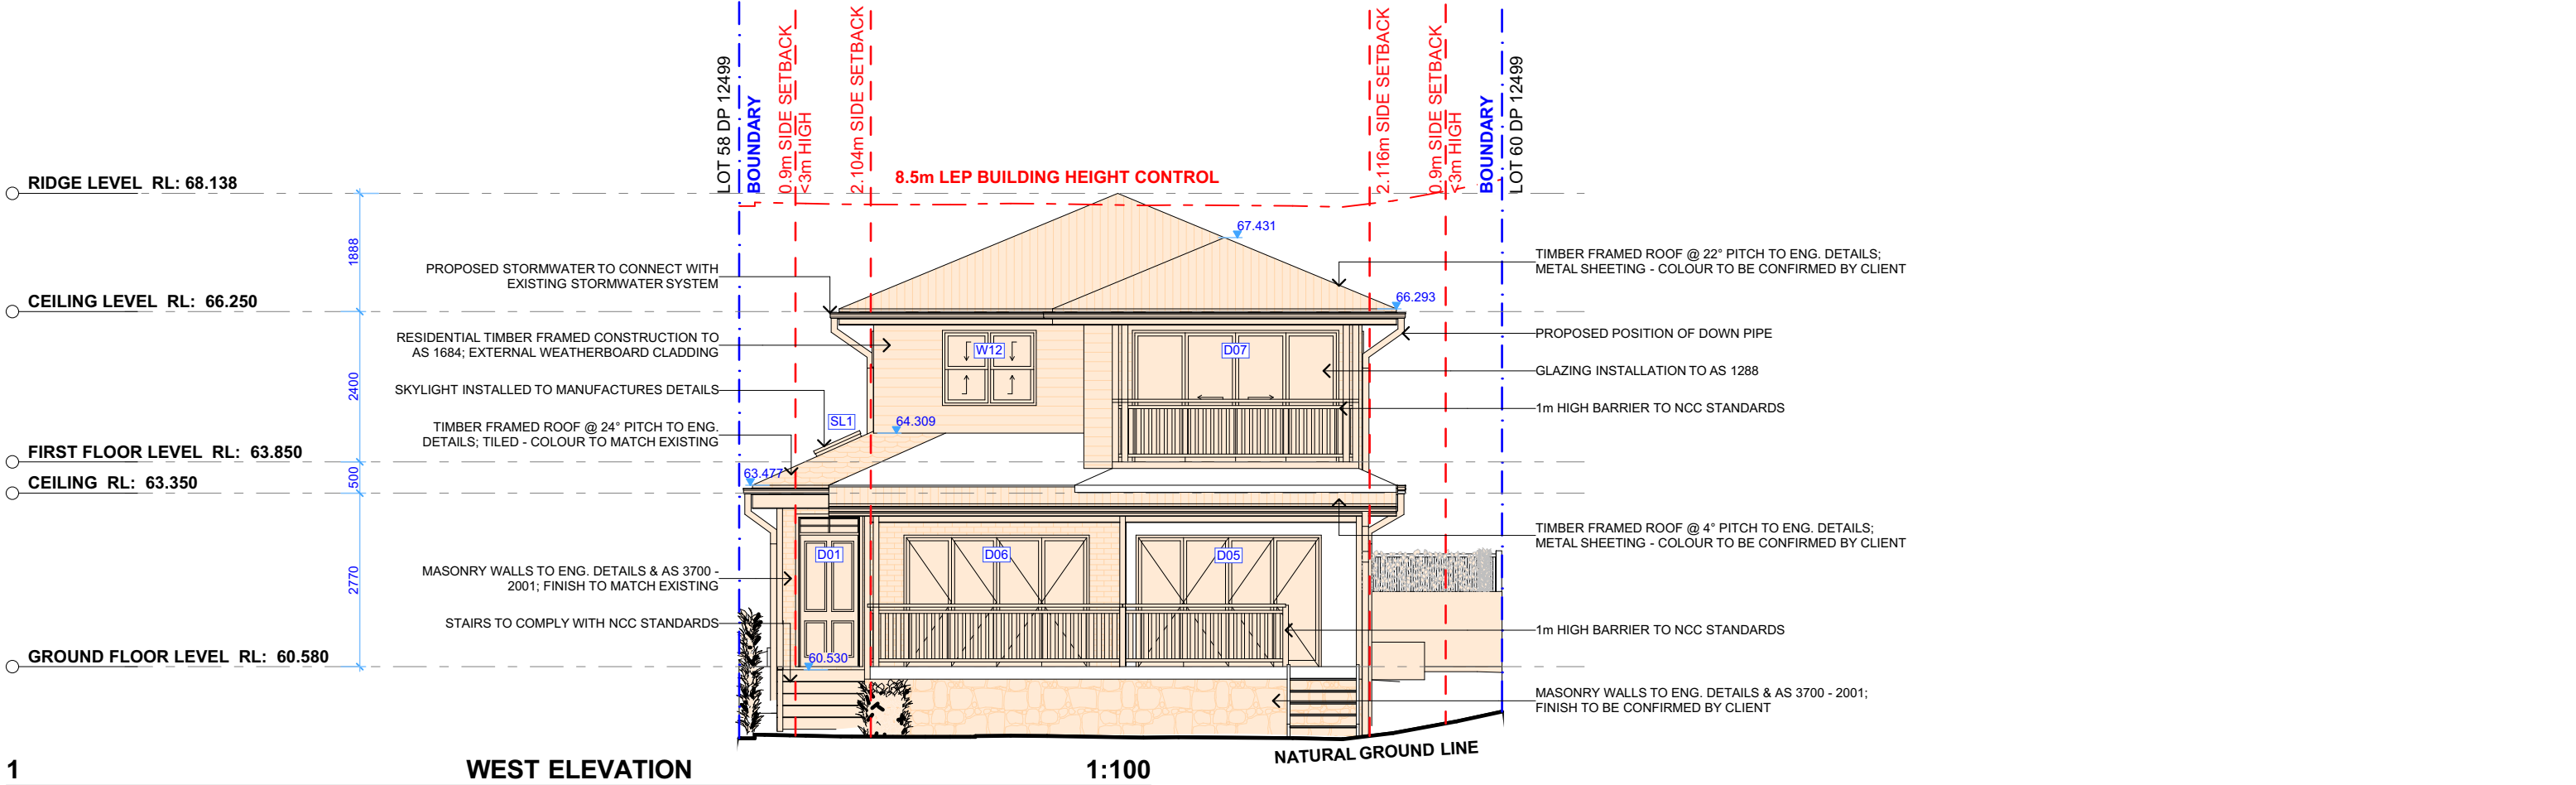 LOT 58 DP 12499
BOUNDARY
0.9m SIDE SETBACK
<3m HIGH
2.104m SIDE SETBACK
8.5m LEP BUILDING HEIGHT CONTROL
2.116m SIDE SETBACK
0.9m SIDE SETBACK
<3m HIGH
BOUNDARY
LOT 60 DP 12499
RIDGE LEVEL RL: 68.138
CEILING LEVEL RL: 66.250
FIRST FLOOR LEVEL RL: 63.850
CEILING RL: 63.350
GROUND FLOOR LEVEL RL: 60.580
1888
2400
500
2770
PROPOSED STORMWATER TO CONNECT WITH
EXISTING STORMWATER SYSTEM
RESIDENTIAL TIMBER FRAMED CONSTRUCTION TO
AS 1684; EXTERNAL WEATHERBOARD CLADDING
SKYLIGHT INSTALLED TO MANUFACTURES DETAILS
TIMBER FRAMED ROOF @ 24° PITCH TO ENG.
DETAILS; TILED - COLOUR TO MATCH EXISTING
MASONRY WALLS TO ENG. DETAILS & AS 3700 -
2001; FINISH TO MATCH EXISTING
STAIRS TO COMPLY WITH NCC STANDARDS
67.431
66.293
W12
D07
SL1
64.309
63.477
D01
D06
D05
60.530
TIMBER FRAMED ROOF @ 22° PITCH TO ENG. DETAILS;
METAL SHEETING - COLOUR TO BE CONFIRMED BY CLIENT
PROPOSED POSITION OF DOWN PIPE
GLAZING INSTALLATION TO AS 1288
1m HIGH BARRIER TO NCC STANDARDS
TIMBER FRAMED ROOF @ 4° PITCH TO ENG. DETAILS;
METAL SHEETING - COLOUR TO BE CONFIRMED BY CLIENT
1m HIGH BARRIER TO NCC STANDARDS
MASONRY WALLS TO ENG. DETAILS & AS 3700 - 2001;
FINISH TO BE CONFIRMED BY CLIENT
NATURAL GROUND LINE
1 WEST ELEVATION 1:100